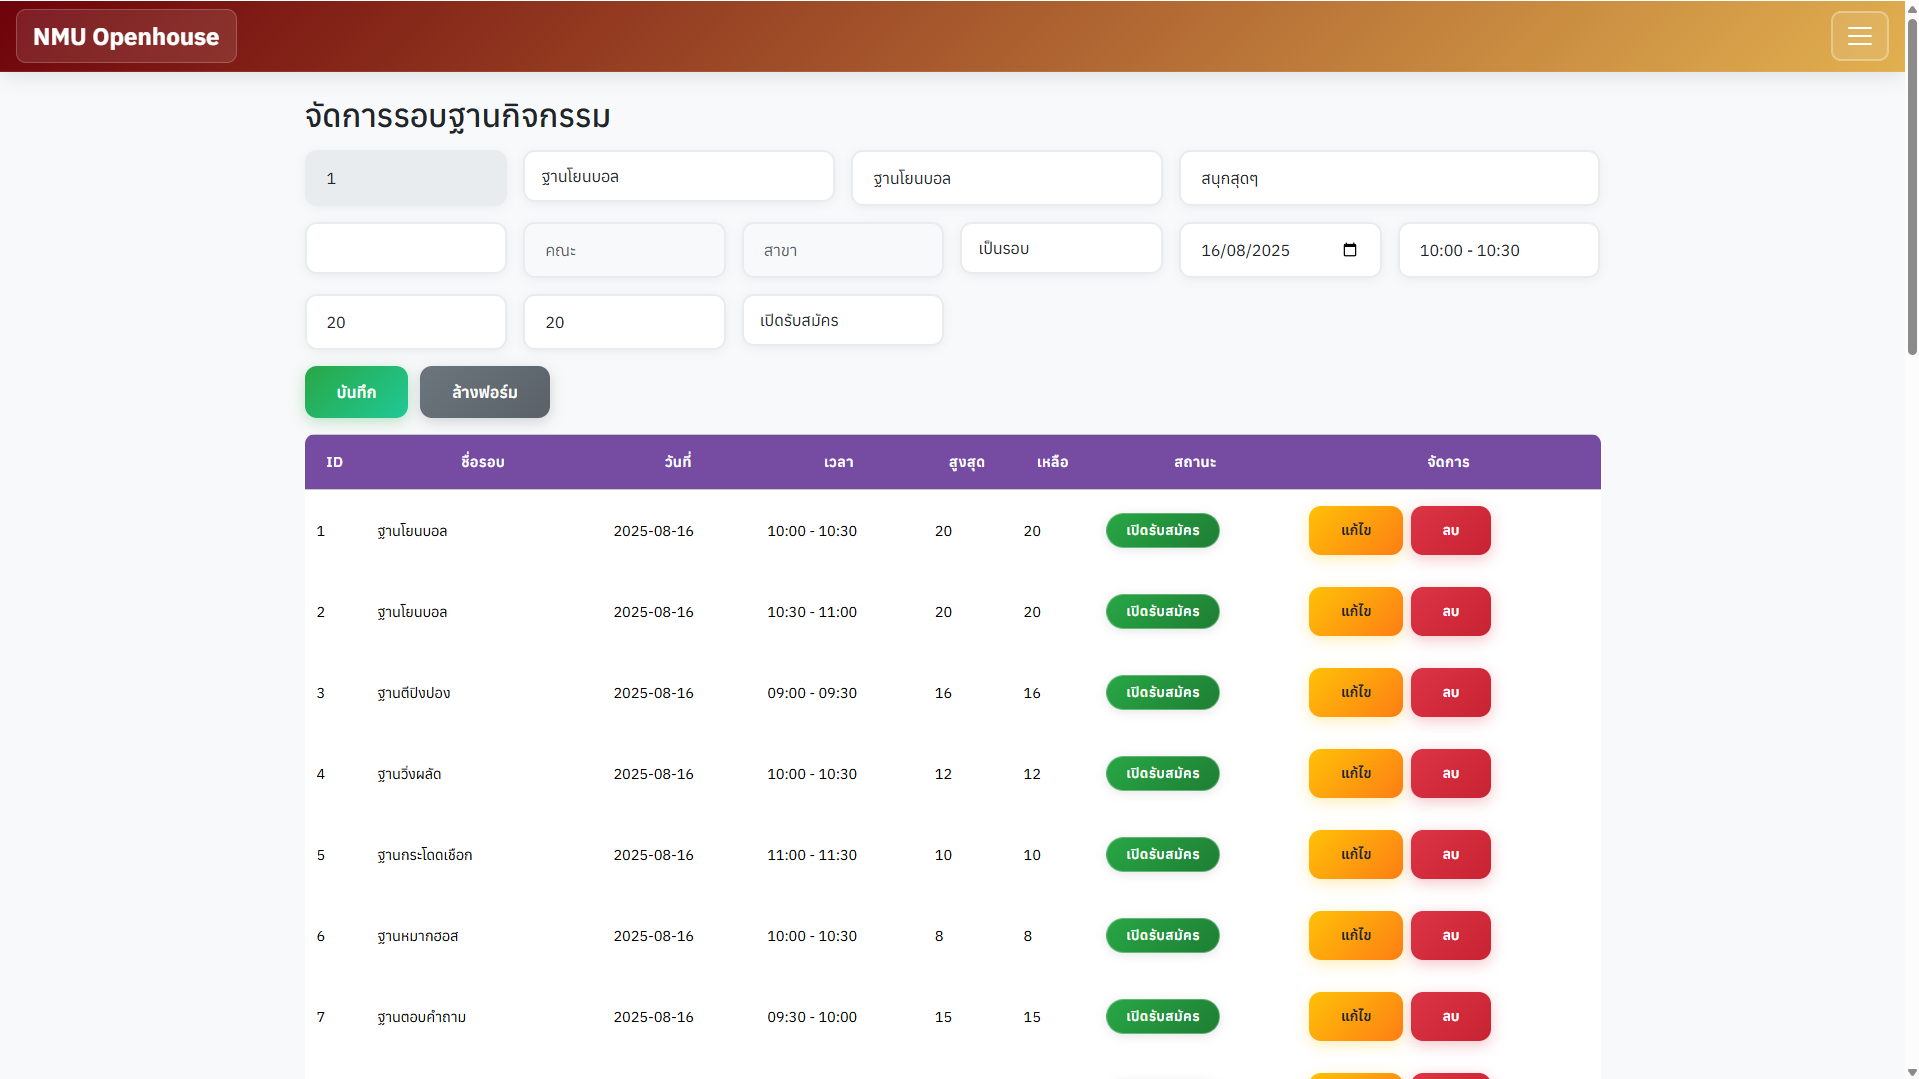 NMU Openhouse
จัดการรอบฐานกิจกรรม
1 ฐานโยนบอล ฐานโยนบอล สนุกสุดๆ
คณะ สาขา เป็นรอบ 16/08/2025 10:00 - 10:30
20 20 เปิดรับสมัคร
บันทึก ล้างฟอร์ม
ID ชื่อรอบ วันที่ เวลา สูงสุด เหลือ สถานะ จัดการ
1 ฐานโยนบอล 2025-08-16 10:00 - 10:30 20 20 เปิดรับสมัคร แก้ไข ลบ
2 ฐานโยนบอล 2025-08-16 10:30 - 11:00 20 20 เปิดรับสมัคร แก้ไข ลบ
3 ฐานตีปิงปอง 2025-08-16 09:00 - 09:30 16 16 เปิดรับสมัคร แก้ไข ลบ
4 ฐานวิ่งผลัด 2025-08-16 10:00 - 10:30 12 12 เปิดรับสมัคร แก้ไข ลบ
5 ฐานกระโดดเชือก 2025-08-16 11:00 - 11:30 10 10 เปิดรับสมัคร แก้ไข ลบ
6 ฐานหมากฮอส 2025-08-16 10:00 - 10:30 8 8 เปิดรับสมัคร แก้ไข ลบ
7 ฐานตอบคำถาม 2025-08-16 09:30 - 10:00 15 15 เปิดรับสมัคร แก้ไข ลบ